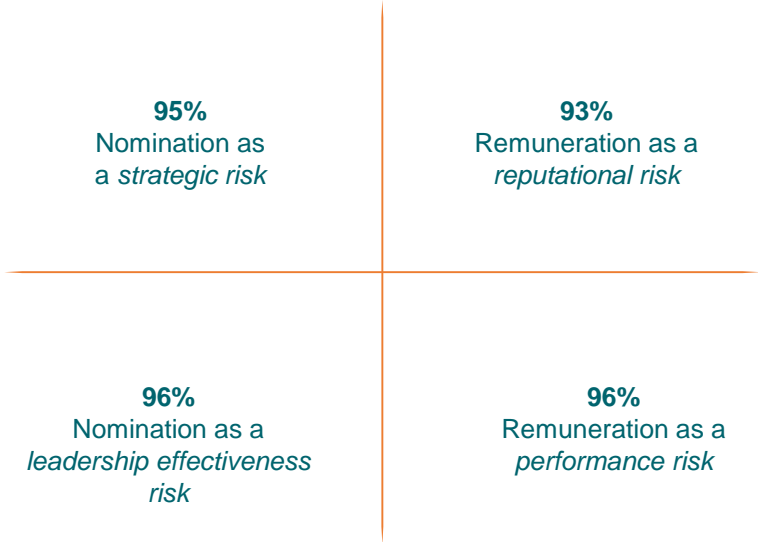 95%
Nomination as
a strategic risk
93%
Remuneration as a
reputational risk
96%
Nomination as a
leadership effectiveness
risk
96%
Remuneration as a
performance risk